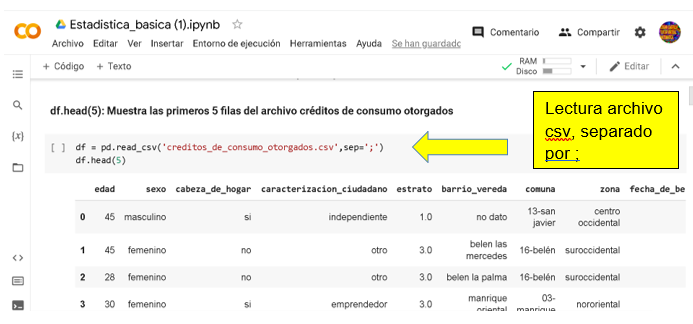 Estadistica_basica (1).ipynb
Comentario
Compartir
Archivo Editar Ver Insertar Entorno de ejecución Herramientas Ayuda Se han guardado
+ Código + Texto
RAM
Disco
Editar
df.head(5): Muestra las primeros 5 filas del archivo créditos de consumo otorgados
Lectura archivo
csv, separado
por ;
[ ] df = pd.read_csv('creditos_de_consumo_otorgados.csv',sep=';')
df.head(5)
edad sexo cabeza_de_hogar caracterizacion_ciudadano estrato barrio_vereda comuna zona fecha_de_be
0 45 masculino si independiente 1.0 no dato 13-san javier centro occidental
1 45 femenino no otro 3.0 belen las mercedes 16-belén suroccidental
2 28 femenino no otro 3.0 belen la palma 16-belén suroccidental
3 30 femenino si emprendedor 3.0 manrique oriental 03-manrique nororiental